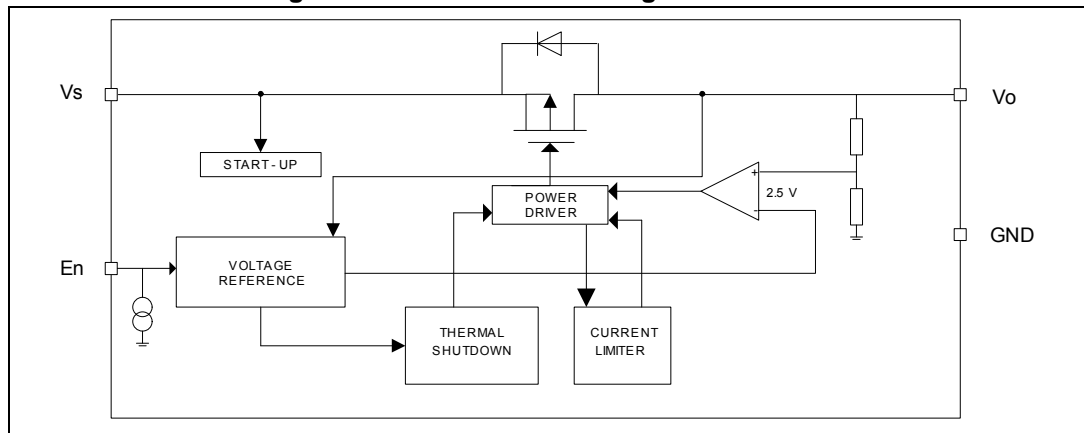 Vs
Vo
START-UP
+
2.5 V
-
POWER
DRIVER
GND
En
VOLTAGE
REFERENCE
THERMAL
SHUTDOWN
CURRENT
LIMITER